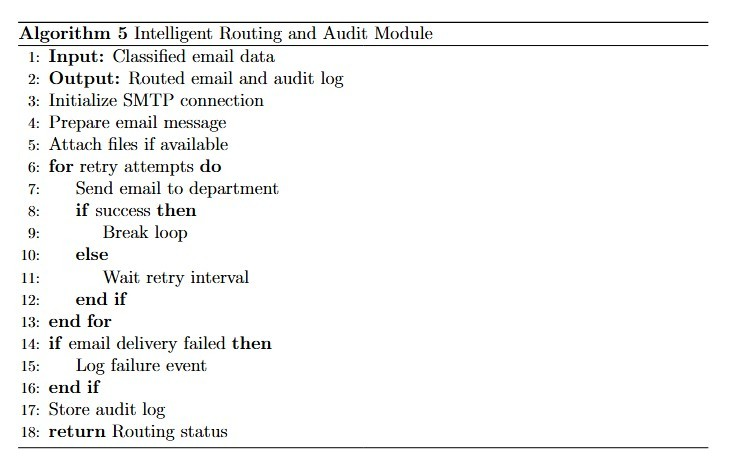 Algorithm 5 Intelligent Routing and Audit Module
1: Input: Classified email data
2: Output: Routed email and audit log
3: Initialize SMTP connection
4: Prepare email message
5: Attach files if available
6: for retry attempts do
7: Send email to department
8: if success then
9: Break loop
10: else
11: Wait retry interval
12: end if
13: end for
14: if email delivery failed then
15: Log failure event
16: end if
17: Store audit log
18: return Routing status